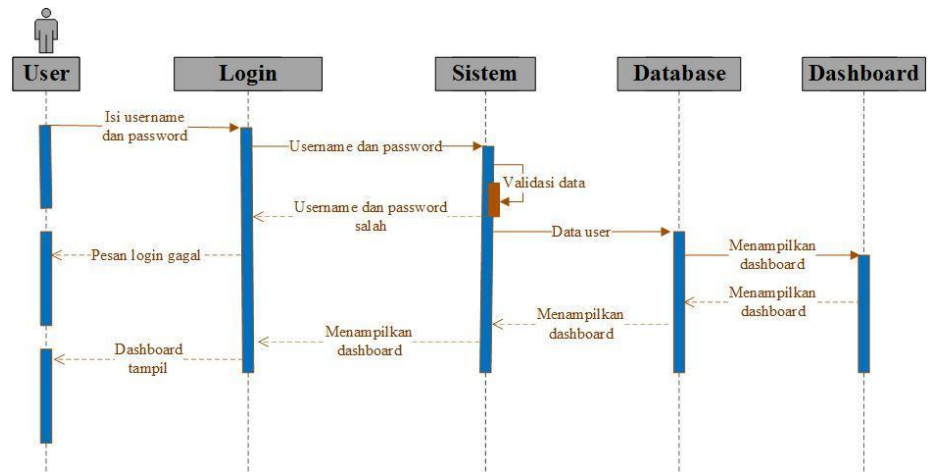 User
Login
Sistem
Database
Dashboard
Isi username
dan password
Username dan password
Validasi data
Username dan password
salah
Data user
Pesan login gagal
Menampilkan
dashboard
Menampilkan
dashboard
Menampilkan
dashboard
Menampilkan
dashboard
Dashboard
tampil